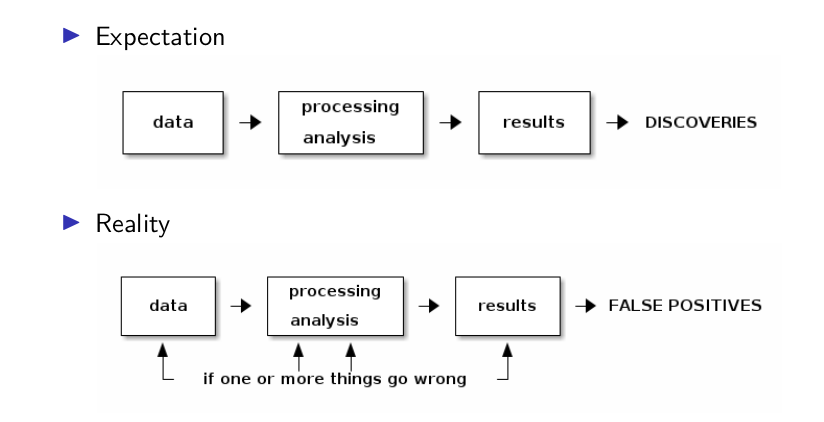 Expectation
data
processing
analysis
results
DISCOVERIES
Reality
data
processing
analysis
results
FALSE POSITIVES
if one or more things go wrong